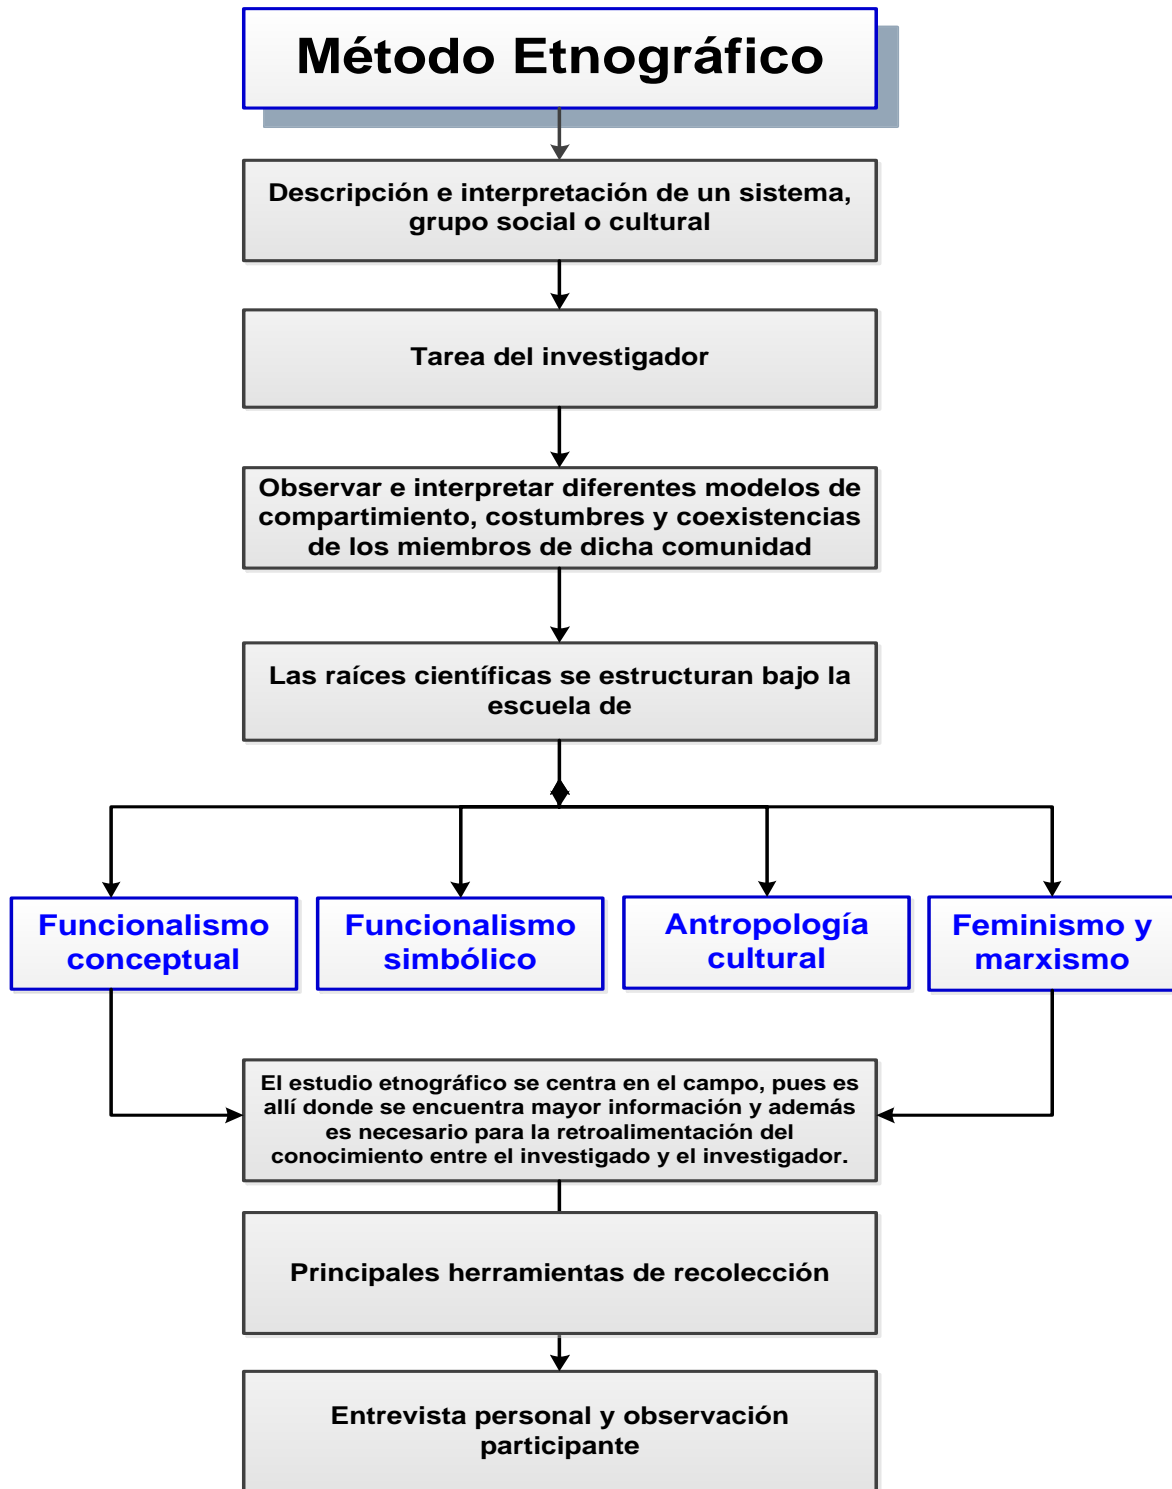 Método Etnográfico
Descripción e interpretación de un sistema,
grupo social o cultural
Tarea del investigador
Observar e interpretar diferentes modelos de
compartimiento, costumbres y coexistencias
de los miembros de dicha comunidad
Las raíces científicas se estructuran bajo la
escuela de
Funcionalismo
conceptual
Funcionalismo
simbólico
Antropología
cultural
Feminismo y
marxismo
El estudio etnográfico se centra en el campo, pues es
allí donde se encuentra mayor información y además
es necesario para la retroalimentación del
conocimiento entre el investigado y el investigador.
Principales herramientas de recolección
Entrevista personal y observación
participante